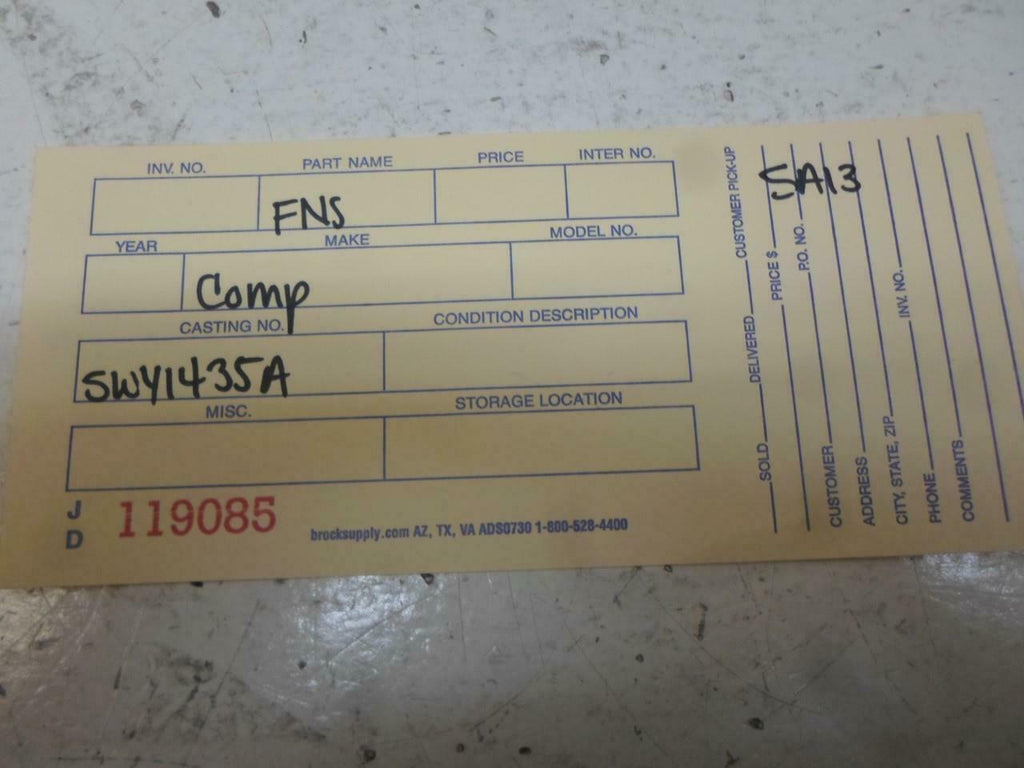 INV. NO. PART NAME PRICE INTER NO.
FNS
YEAR MAKE MODEL NO.
Comp
CASTING NO. CONDITION DESCRIPTION
SWY1435A
MISC. STORAGE LOCATION
J
D
119085
brocksupply.com AZ, TX, VA ADS0730 1-800-528-4400
SA13
SOLD DELIVERED CUSTOMER PICK-UP
PRICE $
P.O. NO.
CUSTOMER
ADDRESS
CITY, STATE, ZIP INV. NO.
PHONE
COMMENTS